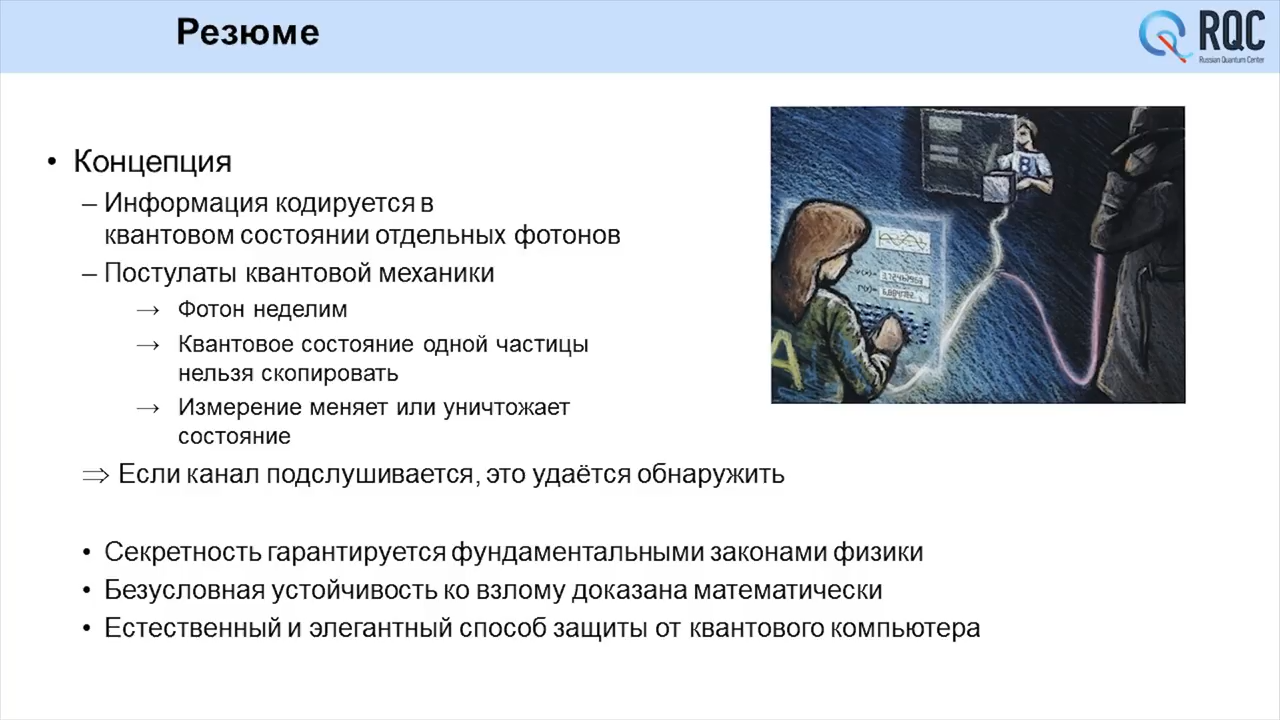 Резюме
RQC
Russian Quantum Center
• Концепция
– Информация кодируется в
квантовом состоянии отдельных фотонов
– Постулаты квантовой механики
→ Фотон неделим
→ Квантовое состояние одной частицы
нельзя скопировать
→ Измерение меняет или уничтожает
состояние
⇒ Если канал подслушивается, это удаётся обнаружить
• Секретность гарантируется фундаментальными законами физики
• Безусловная устойчивость ко взлому доказана математически
• Естественный и элегантный способ защиты от квантового компьютера
B
A